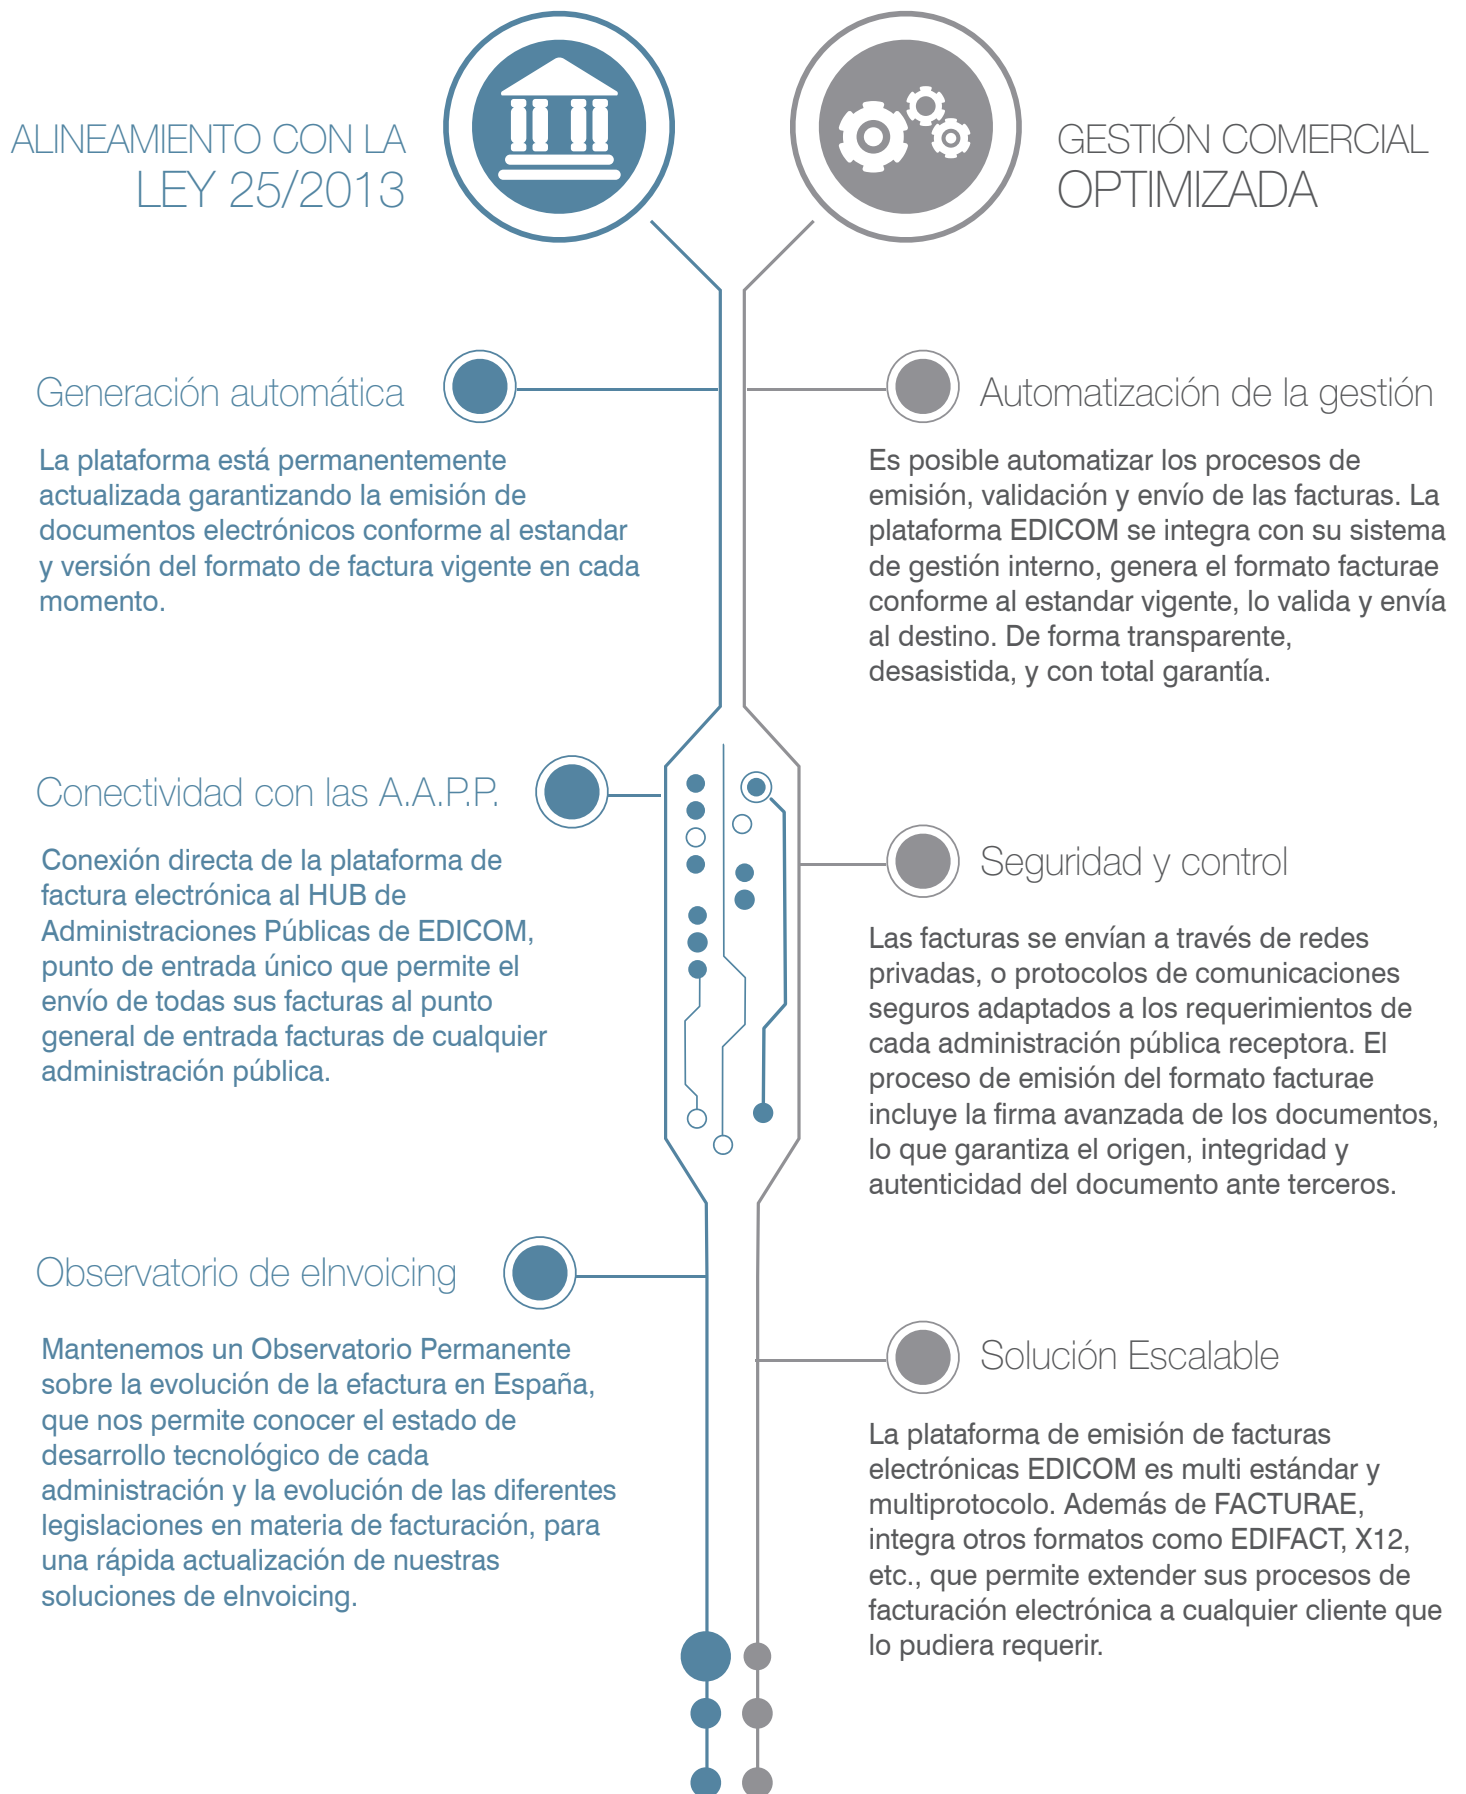 ALINEAMIENTO CON LA
LEY 25/2013
GESTIÓN COMERCIAL
OPTIMIZADA
Generación automática
La plataforma está permanentemente
actualizada garantizando la emisión de
documentos electrónicos conforme al estandar
y versión del formato de factura vigente en cada
momento.
Automatización de la gestión
Es posible automatizar los procesos de
emisión, validación y envío de las facturas. La
plataforma EDICOM se integra con su sistema
de gestión interno, genera el formato facturae
conforme al estandar vigente, lo valida y envía
al destino. De forma transparente,
desasistida, y con total garantía.
Conectividad con las A.A.P.P.
Conexión directa de la plataforma de
factura electrónica al HUB de
Administraciones Públicas de EDICOM,
punto de entrada único que permite el
envío de todas sus facturas al punto
general de entrada facturas de cualquier
administración pública.
Seguridad y control
Las facturas se envían a través de redes
privadas, o protocolos de comunicaciones
seguros adaptados a los requerimientos de
cada administración pública receptora. El
proceso de emisión del formato facturae
incluye la firma avanzada de los documentos,
lo que garantiza el origen, integridad y
autenticidad del documento ante terceros.
Observatorio de eInvoicing
Mantenemos un Observatorio Permanente
sobre la evolución de la efactura en España,
que nos permite conocer el estado de
desarrollo tecnológico de cada
administración y la evolución de las diferentes
legislaciones en materia de facturación, para
una rápida actualización de nuestras
soluciones de eInvoicing.
Solución Escalable
La plataforma de emisión de facturas
electrónicas EDICOM es multi estándar y
multiprotocolo. Además de FACTURAE,
integra otros formatos como EDIFACT, X12,
etc., que permite extender sus procesos de
facturación electrónica a cualquier cliente que
lo pudiera requerir.